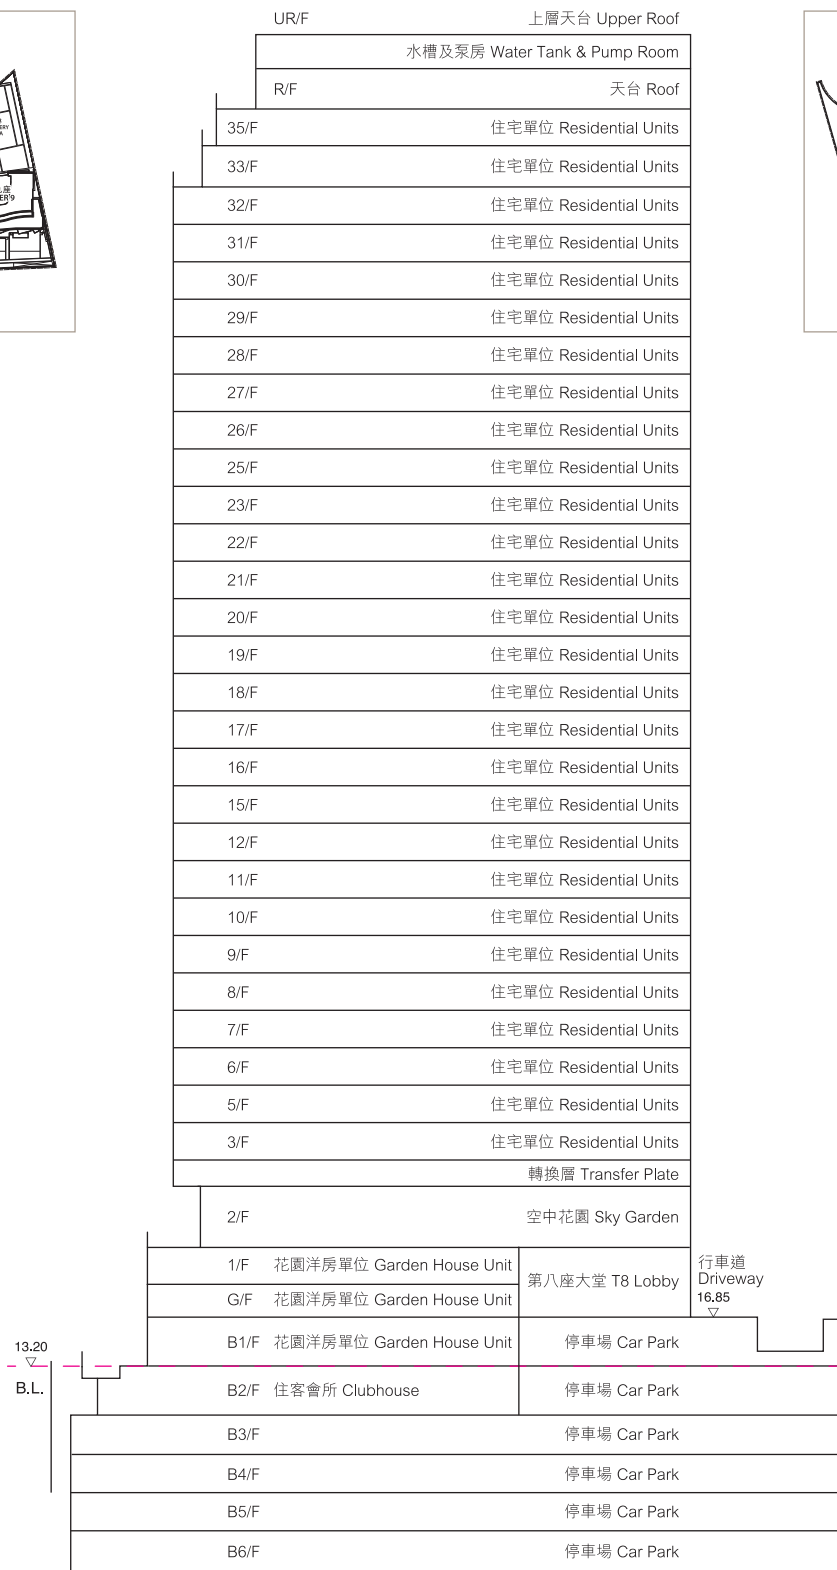 UR/F 上層天台 Upper Roof
水槽及泵房 Water Tank & Pump Room
R/F 天台 Roof
35/F 住宅單位 Residential Units
33/F 住宅單位 Residential Units
32/F 住宅單位 Residential Units
31/F 住宅單位 Residential Units
30/F 住宅單位 Residential Units
29/F 住宅單位 Residential Units
28/F 住宅單位 Residential Units
27/F 住宅單位 Residential Units
26/F 住宅單位 Residential Units
25/F 住宅單位 Residential Units
23/F 住宅單位 Residential Units
22/F 住宅單位 Residential Units
21/F 住宅單位 Residential Units
20/F 住宅單位 Residential Units
19/F 住宅單位 Residential Units
18/F 住宅單位 Residential Units
17/F 住宅單位 Residential Units
16/F 住宅單位 Residential Units
15/F 住宅單位 Residential Units
12/F 住宅單位 Residential Units
11/F 住宅單位 Residential Units
10/F 住宅單位 Residential Units
9/F 住宅單位 Residential Units
8/F 住宅單位 Residential Units
7/F 住宅單位 Residential Units
6/F 住宅單位 Residential Units
5/F 住宅單位 Residential Units
3/F 住宅單位 Residential Units
轉換層 Transfer Plate
2/F 空中花園 Sky Garden
1/F 花園洋房單位 Garden House Unit
第八座大堂 T8 Lobby
行車道
Driveway
16.85
G/F 花園洋房單位 Garden House Unit
B1/F 花園洋房單位 Garden House Unit 停車場 Car Park
13.20
B.L.
B2/F 住客會所 Clubhouse 停車場 Car Park
B3/F 停車場 Car Park
B4/F 停車場 Car Park
B5/F 停車場 Car Park
B6/F 停車場 Car Park